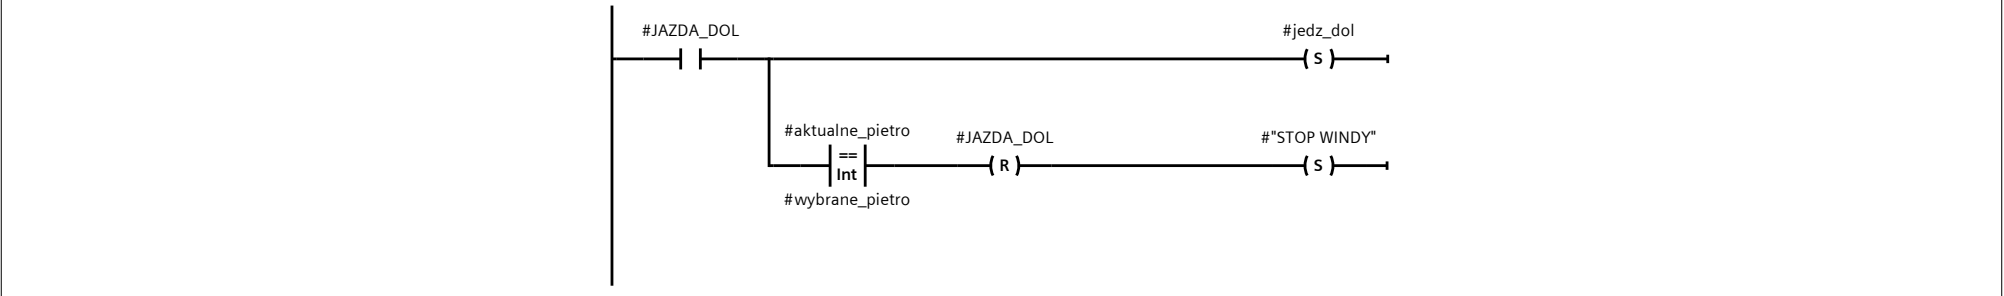 #JAZDA_DOL
#jedz_dol
( S )
#aktualne_pietro
#JAZDA_DOL
#"STOP WINDY"
==
Int
( R )
( S )
#wybrane_pietro